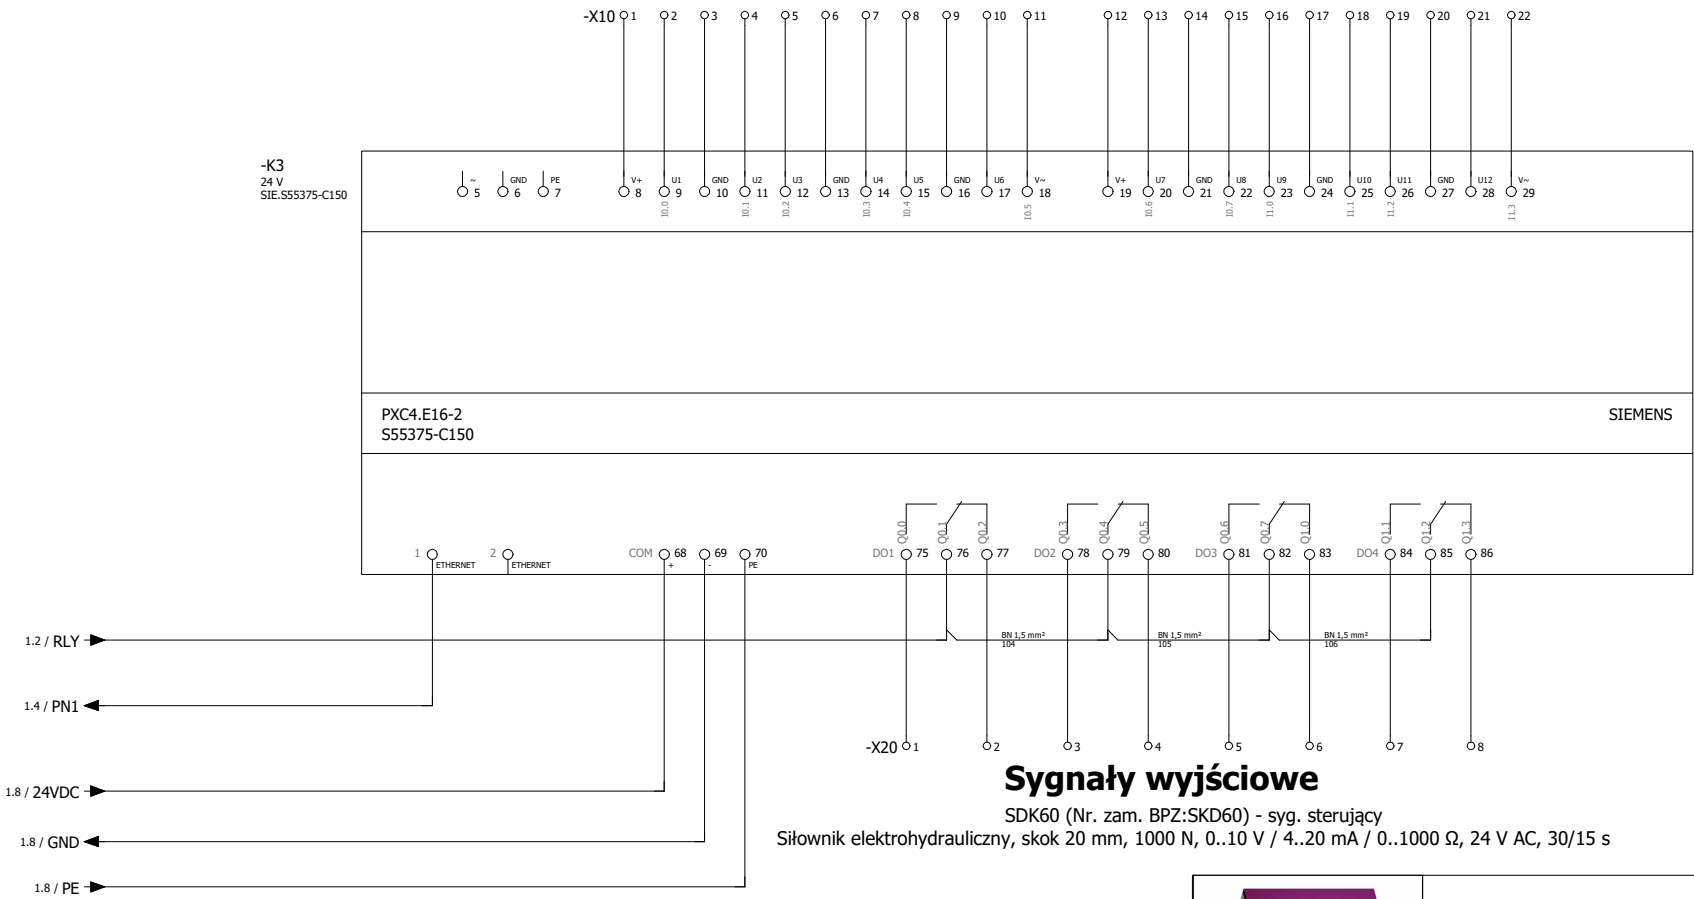 -X10 1 2 3 4 5 6 7 8 9 10 11 12 13 14 15 16 17 18 19 20 21 22
-K3
24 V
SIE.S55375-C150
~ GND PE V+ U1 GND U2 U3 GND U4 U5 GND U6 V~ V+ U7 GND U8 U9 GND U10 U11 GND U12 V~
5 6 7 8 9 10 11 12 13 14 15 16 17 18 19 20 21 22 23 24 25 26 27 28 29
I0.0 I0.1 I0.2 I0.3 I0.4 I0.5 I0.6 I0.7 I1.0 I1.1 I1.2 I1.3
PXC4.E16-2 SIEMENS
S55375-C150
Q0.0 Q0.1 Q0.2 Q0.3 Q0.4 Q0.5 Q0.6 Q0.7 Q1.0 Q1.1 Q1.2 Q1.3
1 2 COM 68 69 70 DO1 75 76 77 DO2 78 79 80 DO3 81 82 83 DO4 84 85 86
ETHERNET ETHERNET + - PE
1.2 / RLY BN 1,5 mm² BN 1,5 mm² BN 1,5 mm²
104 105 106
1.4 / PN1
-X20 1 2 3 4 5 6 7 8
Sygnały wyjściowe
1.8 / 24VDC
SDK60 (Nr. zam. BPZ:SKD60) - syg. sterujący
1.8 / GND
Siłownik elektrohydrauliczny, skok 20 mm, 1000 N, 0..10 V / 4..20 mA / 0..1000 Ω, 24 V AC, 30/15 s
1.8 / PE